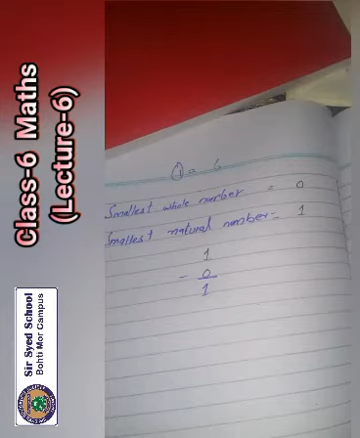 Class-6 Maths
(Lecture-6)
Sir Syed School
Bohti Mor Campus
Q = 6
Smallest whole number = 0
Smallest natural number = 1
1
- 0
1